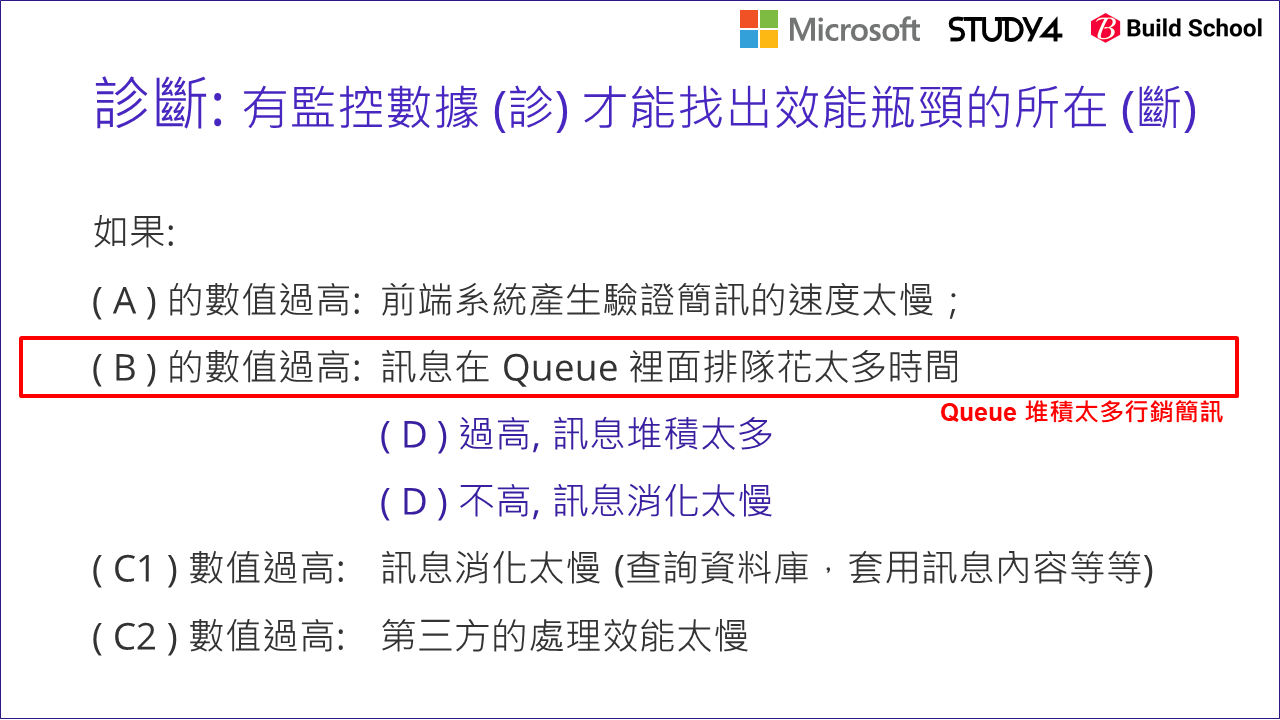 Microsoft STUDY4 Build School
診斷: 有監控數據 (診) 才能找出效能瓶頸的所在 (斷)
如果:
( A ) 的數值過高: 前端系統產生驗證簡訊的速度太慢；
( B ) 的數值過高: 訊息在 Queue 裡面排隊花太多時間
Queue 堆積太多行銷簡訊
( D ) 過高, 訊息堆積太多
( D ) 不高, 訊息消化太慢
( C1 ) 數值過高: 訊息消化太慢 (查詢資料庫，套用訊息內容等等)
( C2 ) 數值過高: 第三方的處理效能太慢